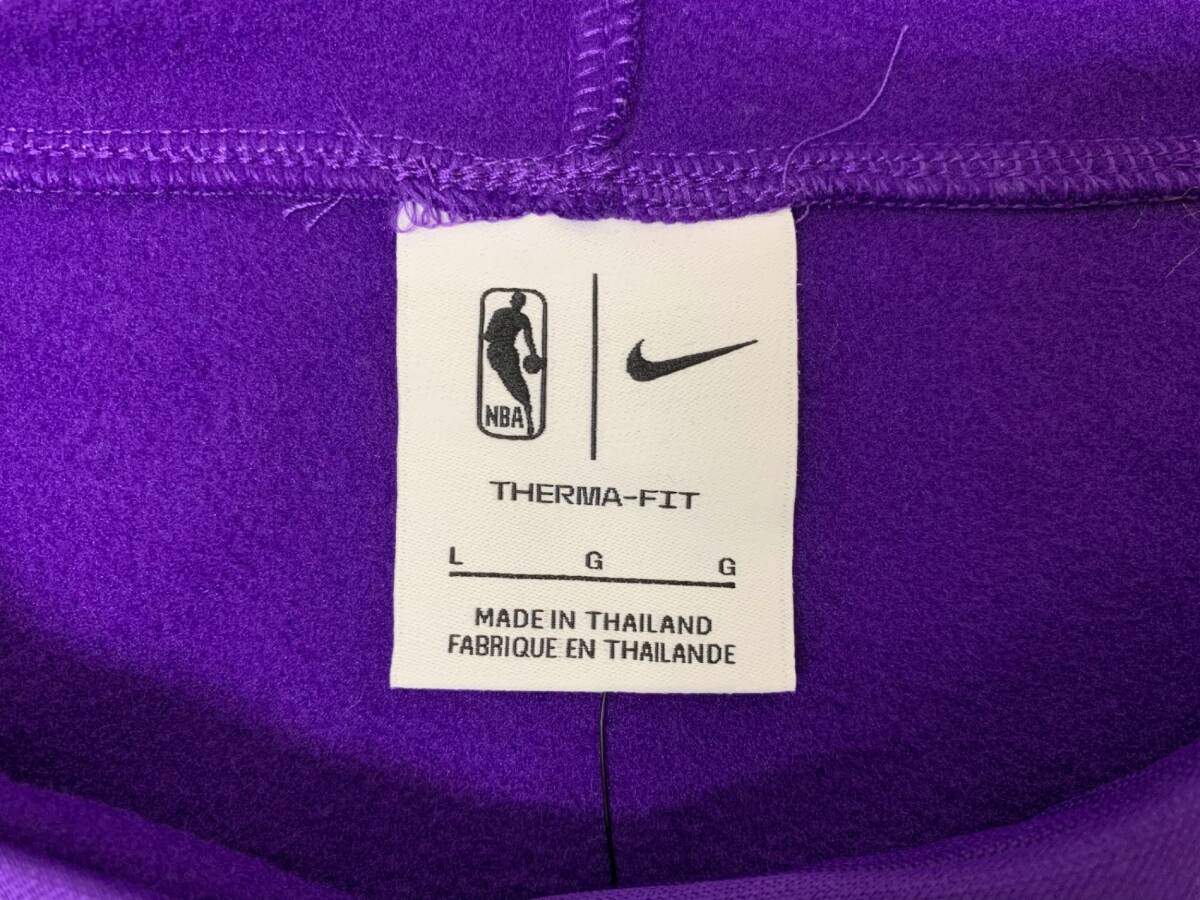 NBA
THERMA-FIT
L G G
MADE IN THAILAND
FABRIQUE EN THAILANDE